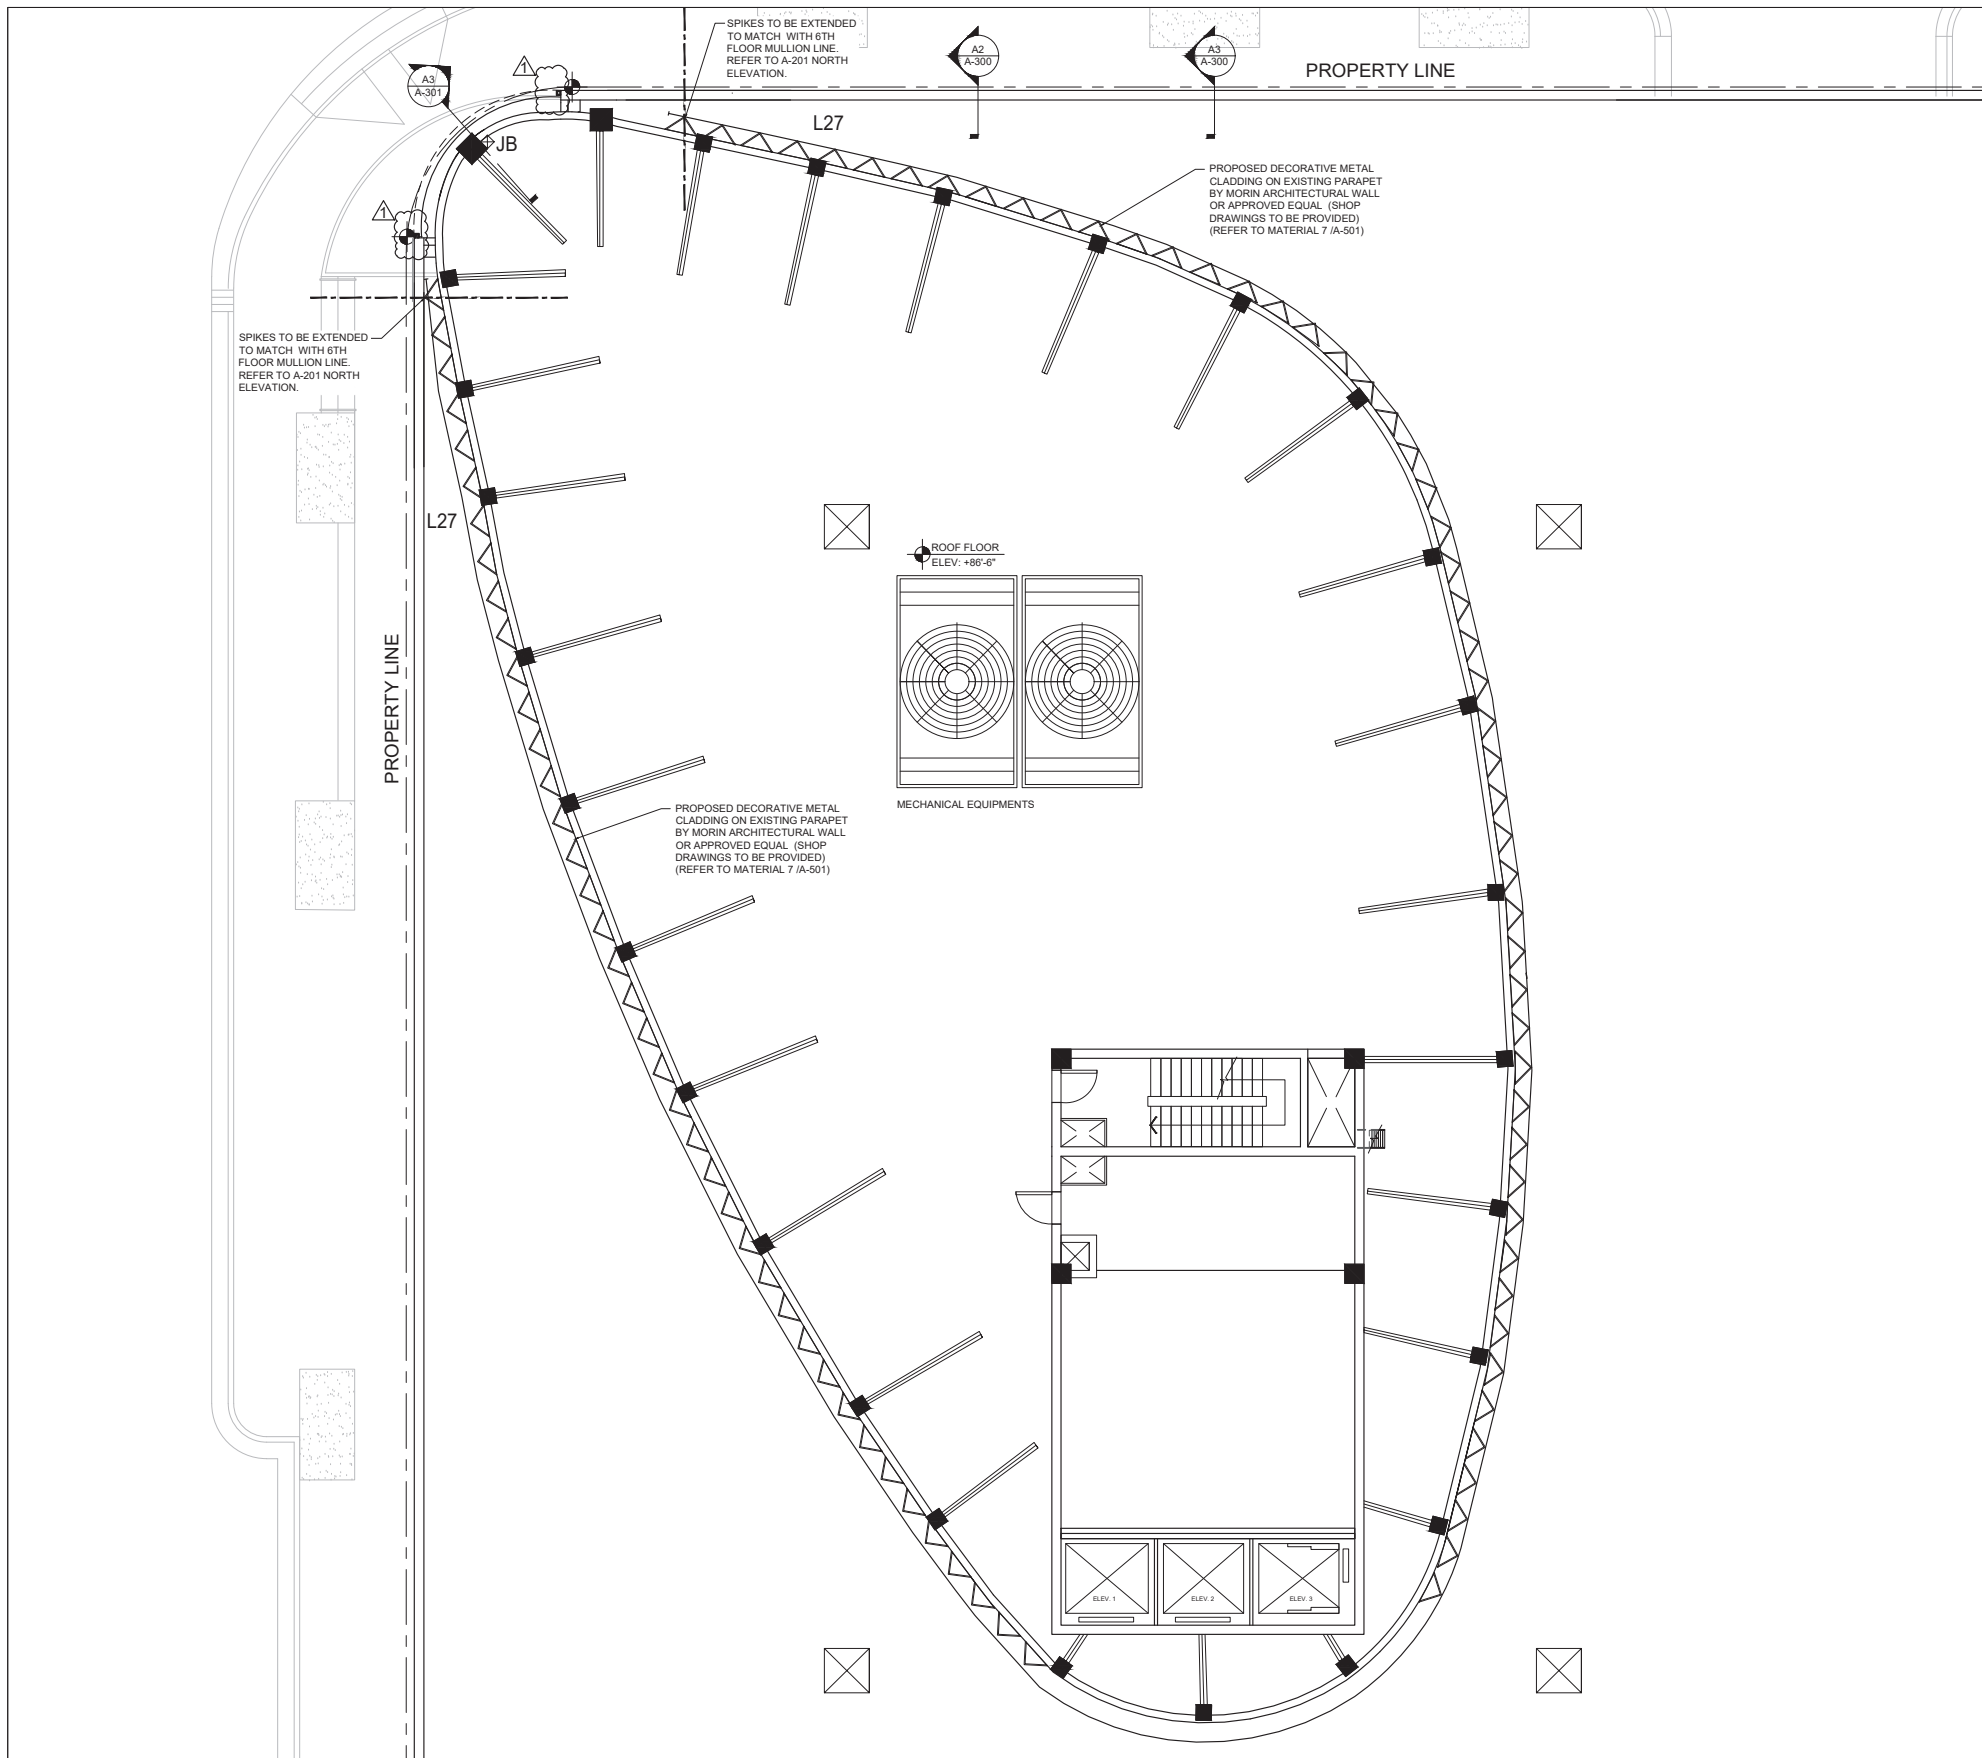 SPIKES TO BE EXTENDED
TO MATCH WITH 6TH
FLOOR MULLION LINE.
REFER TO A-201 NORTH
ELEVATION.
A2
A-300
A3
A-300
PROPERTY LINE
1
A3
A-301
L27
JB
PROPOSED DECORATIVE METAL
CLADDING ON EXISTING PARAPET
BY MORIN ARCHITECTURAL WALL
OR APPROVED EQUAL (SHOP
DRAWINGS TO BE PROVIDED)
(REFER TO MATERIAL 7 /A-501)
1
SPIKES TO BE EXTENDED
TO MATCH WITH 6TH
FLOOR MULLION LINE.
REFER TO A-201 NORTH
ELEVATION.
L27
ROOF FLOOR
ELEV: +86'-6"
PROPERTY LINE
MECHANICAL EQUIPMENTS
PROPOSED DECORATIVE METAL
CLADDING ON EXISTING PARAPET
BY MORIN ARCHITECTURAL WALL
OR APPROVED EQUAL (SHOP
DRAWINGS TO BE PROVIDED)
(REFER TO MATERIAL 7 /A-501)
ELEV. 1
ELEV. 2
ELEV. 3